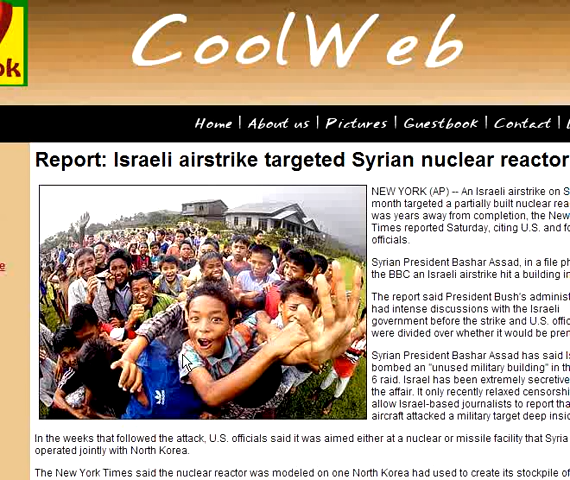 CoolWeb
ok
Home | About us | Pictures | Guestbook | Contact |
Report: Israeli airstrike targeted Syrian nuclear reactor
NEW YORK (AP) -- An Israeli airstrike on S
month targeted a partially built nuclear rea
was years away from completion, the New
Times reported Saturday, citing U.S. and fo
officials.
e
Syrian President Bashar Assad, in a file ph
the BBC an Israeli airstrike hit a building in
The report said President Bush's administ
had intense discussions with the Israeli
government before the strike and U.S. offic
were divided over whether it would be prem
Syrian President Bashar Assad has said Is
bombed an "unused military building" in th
6 raid. Israel has been extremely secretive
the affair. It only recently relaxed censorshi
allow Israel-based journalists to report tha
aircraft attacked a military target deep insid
In the weeks that followed the attack, U.S. officials said it was aimed either at a nuclear or missile facility that Syria
operated jointly with North Korea.
The New York Times said the nuclear reactor was modeled on one North Korea had used to create its stockpile of